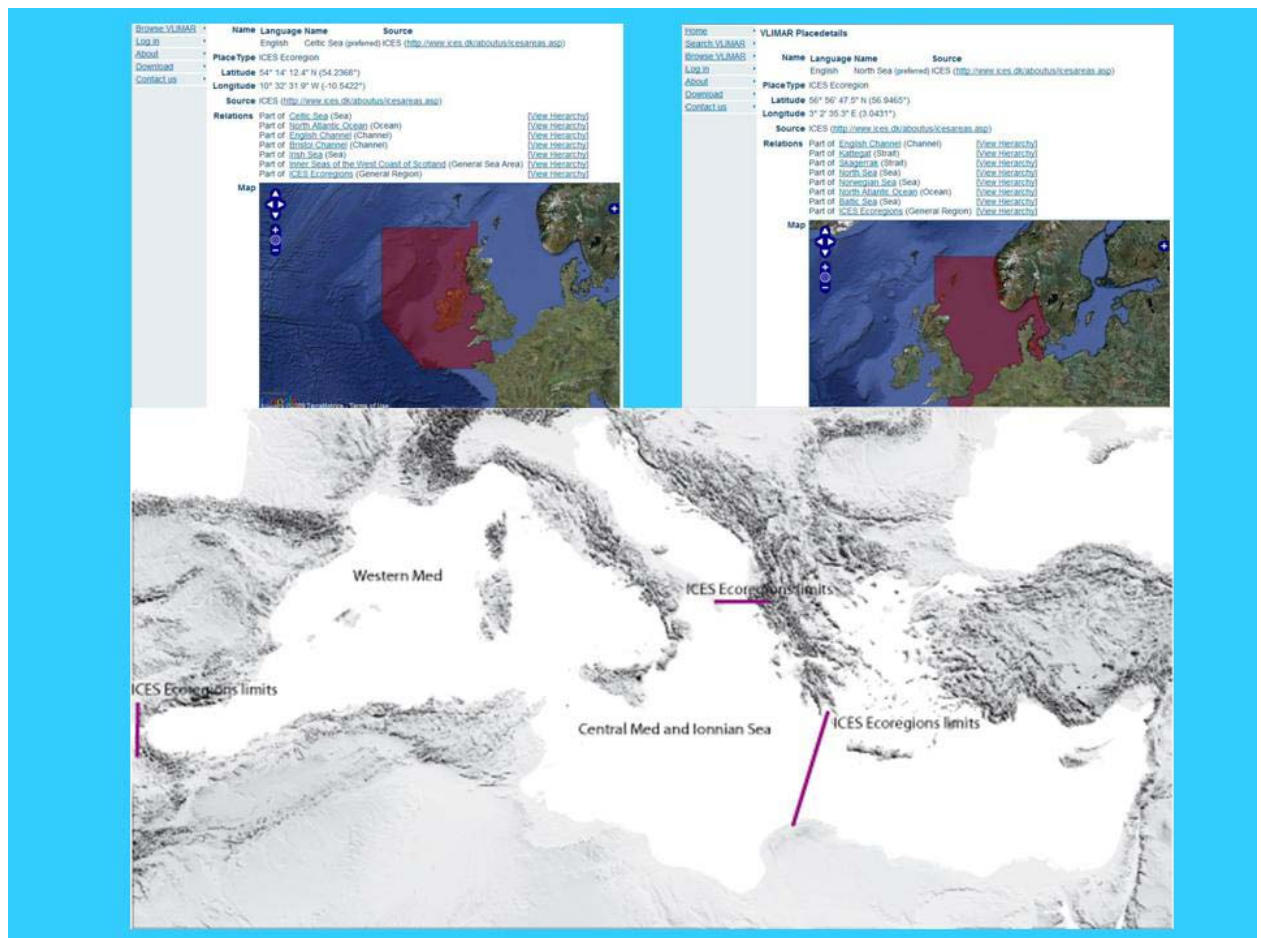 Browse VLIMAR
Log in
About
Download
Contact us
Name Language Name Source
English Celtic Sea (preferred) ICES (http://www.ices.dk/aboutus/icesareas.asp)
PlaceType ICES Ecoregion
Latitude 54° 14' 12.4" N (54.2368°)
Longitude 10° 32' 31.9" W (-10.5422°)
Source ICES (http://www.ices.dk/aboutus/icesareas.asp)
Relations Part of Celtic Sea (Sea) [View Hierarchy]
Part of North Atlantic Ocean (Ocean) [View Hierarchy]
Part of English Channel (Channel) [View Hierarchy]
Part of Bristol Channel (Channel) [View Hierarchy]
Part of Irish Sea (Sea) [View Hierarchy]
Part of Inner Seas of the West Coast of Scotland (General Sea Area) [View Hierarchy]
Part of ICES Ecoregions (General Region) [View Hierarchy]
Map
TerraMetrics - Terms of Use
Home
Search VLIMAR
Browse VLIMAR
Log in
About
Download
Contact us
VLIMAR Placedetails
Name Language Name Source
English North Sea (preferred) ICES (http://www.ices.dk/aboutus/icesareas.asp)
PlaceType ICES Ecoregion
Latitude 56° 56' 47.5" N (56.9465°)
Longitude 3° 2' 35.3" E (3.0431°)
Source ICES (http://www.ices.dk/aboutus/icesareas.asp)
Relations Part of English Channel (Channel) [View Hierarchy]
Part of Kattegat (Strait) [View Hierarchy]
Part of Skagerrak (Strait) [View Hierarchy]
Part of North Sea (Sea) [View Hierarchy]
Part of Norwegian Sea (Sea) [View Hierarchy]
Part of North Atlantic Ocean (Ocean) [View Hierarchy]
Part of Baltic Sea (Sea) [View Hierarchy]
Part of ICES Ecoregions (General Region) [View Hierarchy]
Map
Western Med
ICES Ecoregions limits
ICES Ecoregions limits
Central Med and Ionnian Sea
ICES Ecoregions limits